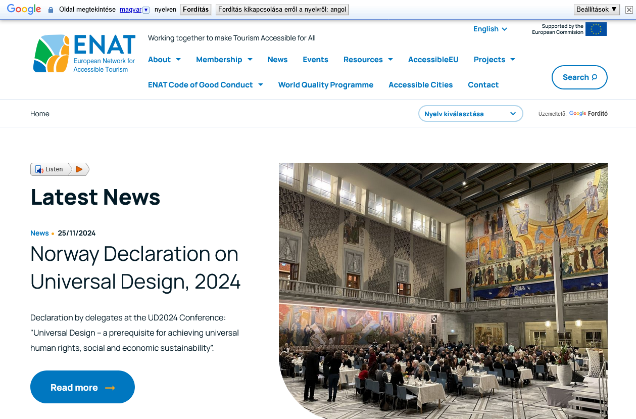 Google Oldal megtekintése magyar nyelven Fordítás Fordítás kikapcsolása erről a nyelvről: angol Beállítások ▼
English
Supported by the
European Commission
ENAT
European Network for
Accessible Tourism
Working together to make Tourism Accessible for All
About Membership News Events Resources AccessibleEU Projects
Search
ENAT Code of Good Conduct World Quality Programme Accessible Cities Contact
Home
Nyelv kiválasztása
Üzemeltető Google Fordító
Listen
Latest News
News • 25/11/2024
Norway Declaration on
Universal Design, 2024
Declaration by delegates at the UD2024 Conference:
"Universal Design – a prerequisite for achieving universal
human rights, social and economic sustainability".
Read more →